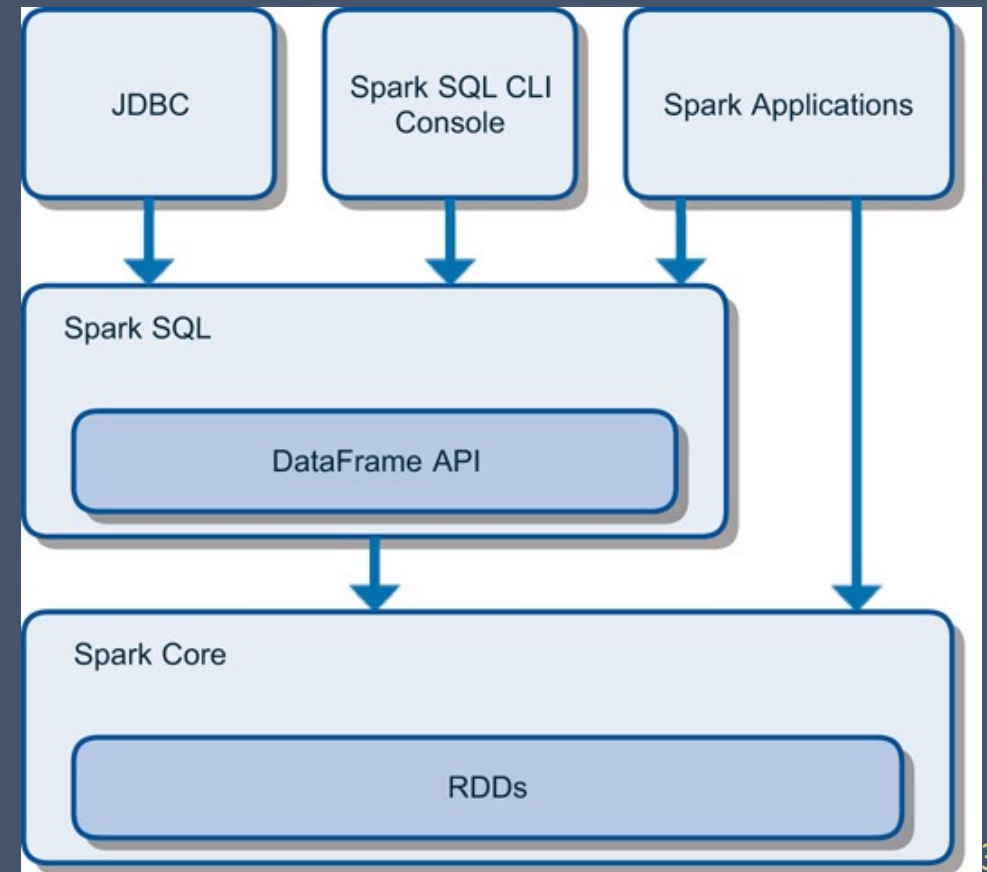 JDBC
Spark SQL CLI
Console
Spark Applications
Spark SQL
DataFrame API
Spark Core
RDDs